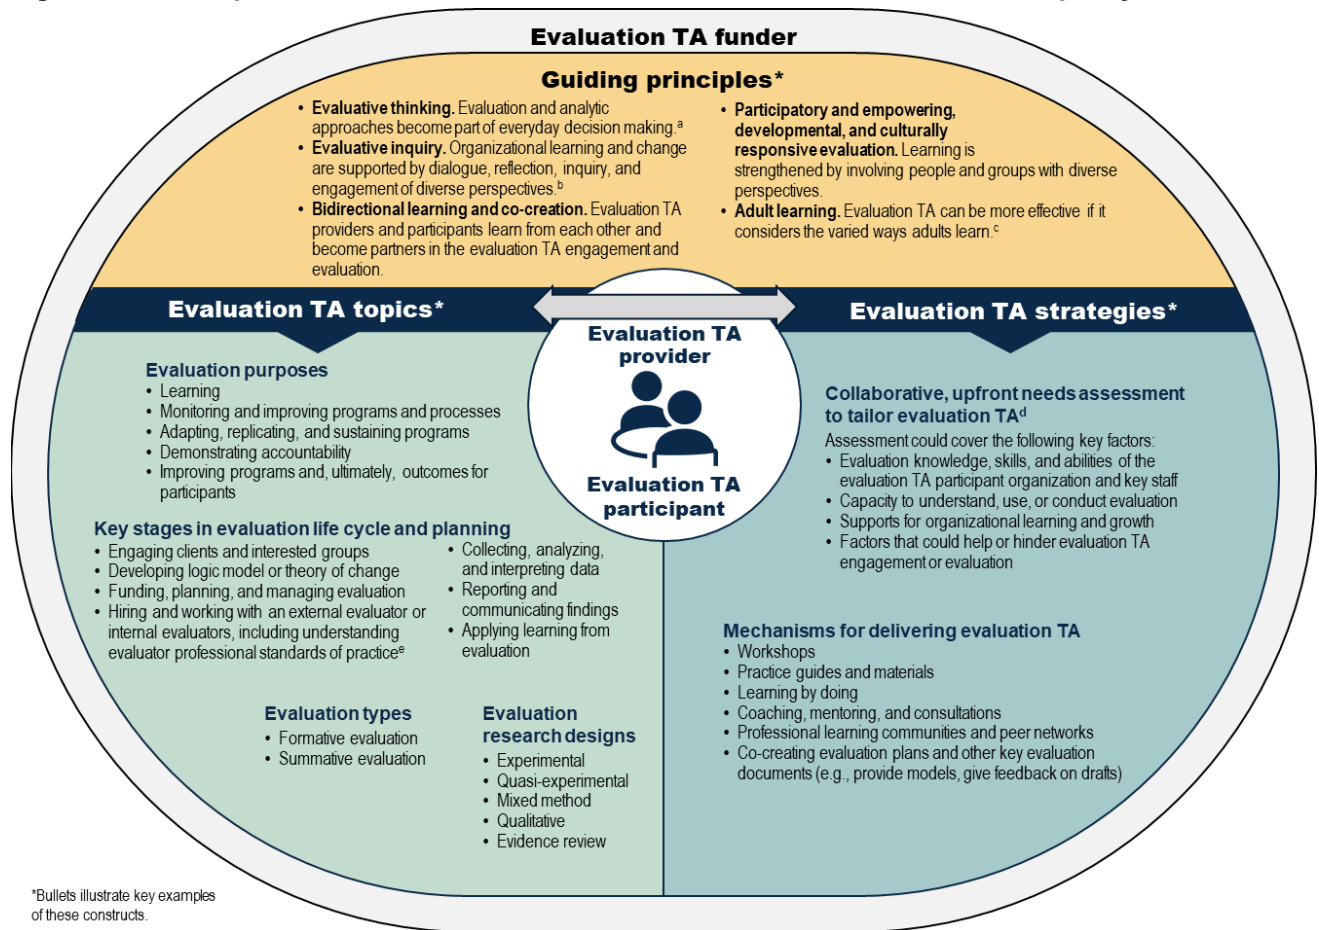 Evaluation TA funder
Guiding principles*
• Evaluative thinking. Evaluation and analytic
approaches become part of everyday decision making.ᵃ
• Evaluative inquiry. Organizational learning and change
are supported by dialogue, reflection, inquiry, and
engagement of diverse perspectives.ᵇ
• Bidirectional learning and co-creation. Evaluation TA
providers and participants learn from each other and
become partners in the evaluation TA engagement and
evaluation.
• Participatory and empowering,
developmental, and culturally
responsive evaluation. Learning is
strengthened by involving people and groups with diverse
perspectives.
• Adult learning. Evaluation TA can be more effective if it
considers the varied ways adults learn.ᶜ
Evaluation TA topics*
Evaluation TA
provider
Evaluation TA
participant
Evaluation TA strategies*
Evaluation purposes
• Learning
• Monitoring and improving programs and processes
• Adapting, replicating, and sustaining programs
• Demonstrating accountability
• Improving programs and, ultimately, outcomes for
participants
Key stages in evaluation life cycle and planning
• Engaging clients and interested groups
• Developing logic model or theory of change
• Funding, planning, and managing evaluation
• Hiring and working with an external evaluator or
internal evaluators, including understanding
evaluator professional standards of practiceᵉ
• Collecting, analyzing,
and interpreting data
• Reporting and
communicating findings
• Applying learning from
evaluation
Evaluation types
• Formative evaluation
• Summative evaluation
Evaluation
research designs
• Experimental
• Quasi-experimental
• Mixed method
• Qualitative
• Evidence review
Collaborative, upfront needs assessment
to tailor evaluation TAᵈ
Assessment could cover the following key factors:
• Evaluation knowledge, skills, and abilities of the
evaluation TA participant organization and key staff
• Capacity to understand, use, or conduct evaluation
• Supports for organizational learning and growth
• Factors that could help or hinder evaluation TA
engagement or evaluation
Mechanisms for delivering evaluation TA
• Workshops
• Practice guides and materials
• Learning by doing
• Coaching, mentoring, and consultations
• Professional learning communities and peer networks
• Co-creating evaluation plans and other key evaluation
documents (e.g., provide models, give feedback on drafts)
*Bullets illustrate key examples
of these constructs.